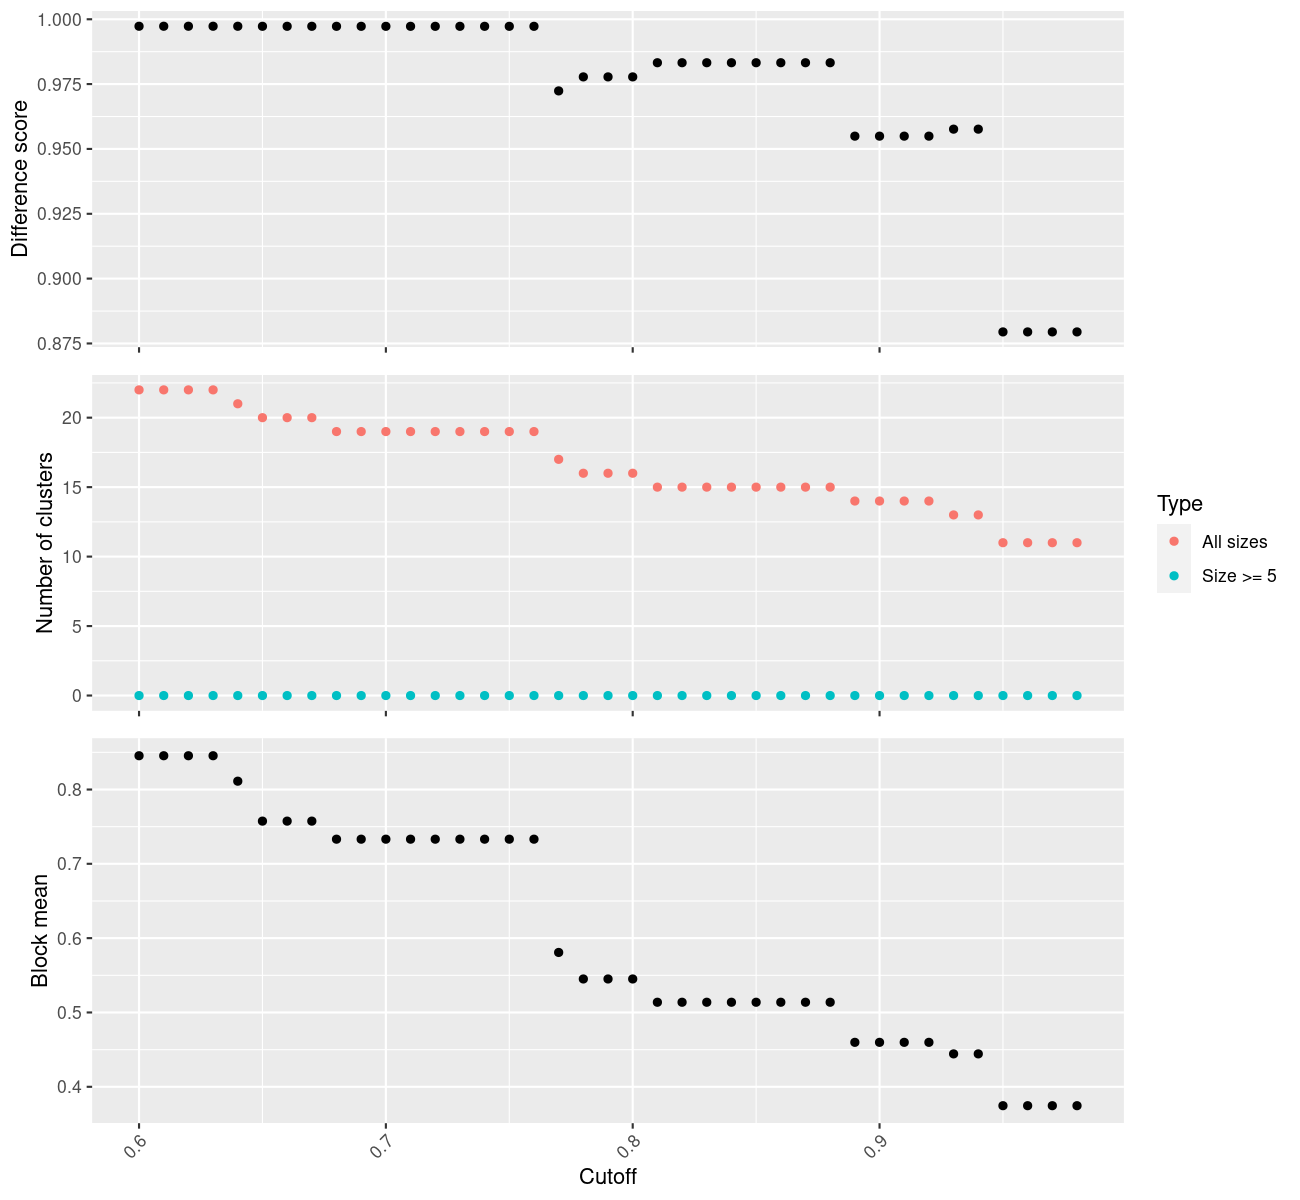 Difference score
1.000
0.975
0.950
0.925
0.900
0.875
Number of clusters
20
15
10
5
0
Type
All sizes
Size >= 5
Block mean
0.8
0.7
0.6
0.5
0.4
0.6 0.7 0.8 0.9
Cutoff